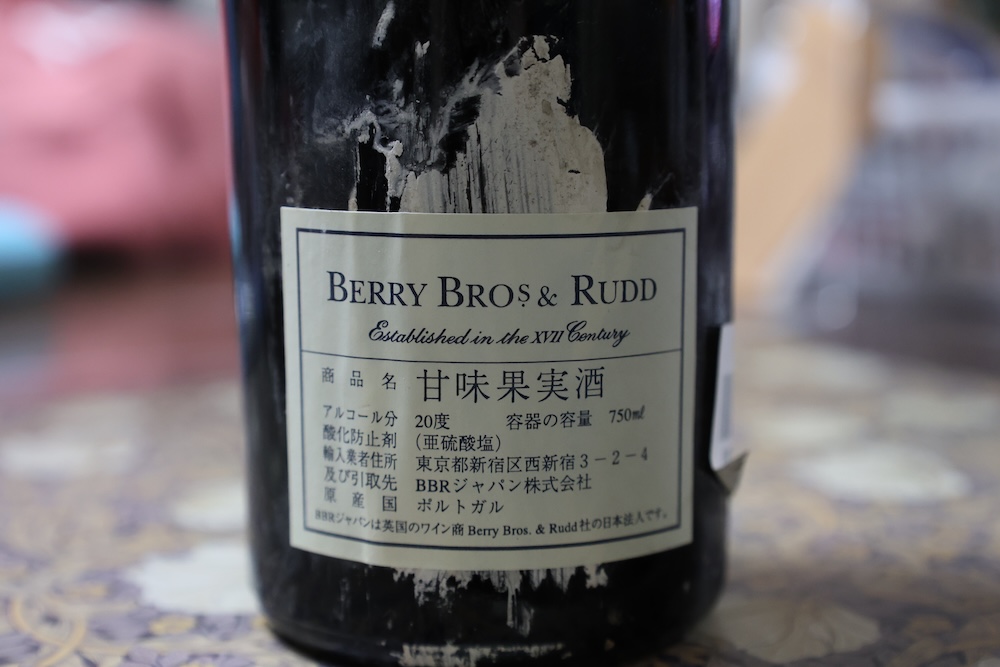 BERRY BROS. & RUDD
Established in the XVII Century
商品名 甘味果実酒
アルコール分 20度 容器の容量 750㎖
酸化防止剤 (亜硫酸塩)
輸入業者住所 東京都新宿区西新宿3－2－4
及び引取先 BBRジャパン株式会社
原産国 ポルトガル
BBRジャパンは英国のワイン商 Berry Bros. & Rudd社の日本法人です。